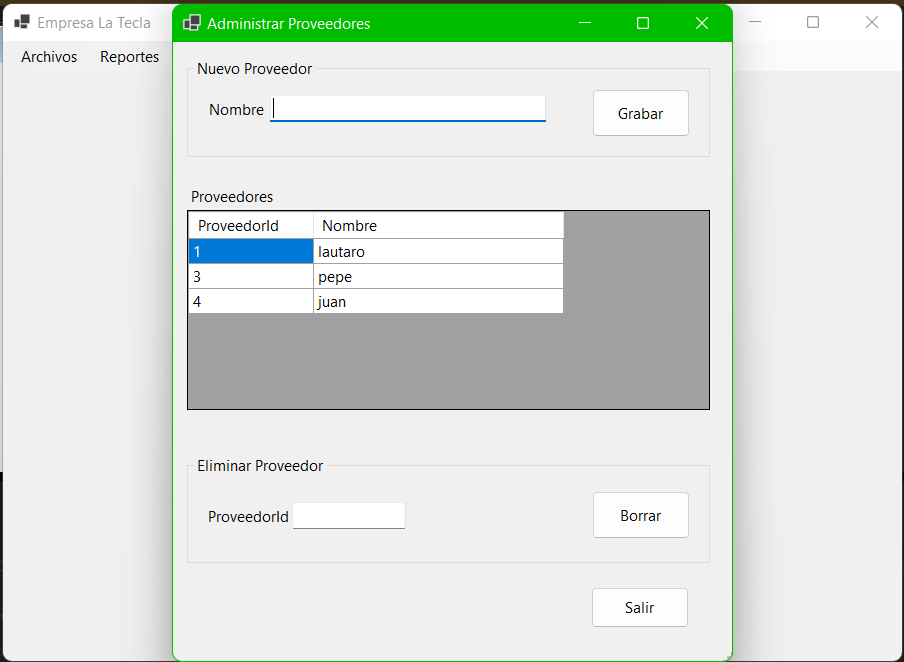 Empresa La Tecla
Administrar Proveedores
Archivos Reportes
Nuevo Proveedor
Nombre
Grabar
Proveedores
ProveedorId Nombre
1 lautaro
3 pepe
4 juan
Eliminar Proveedor
ProveedorId
Borrar
Salir